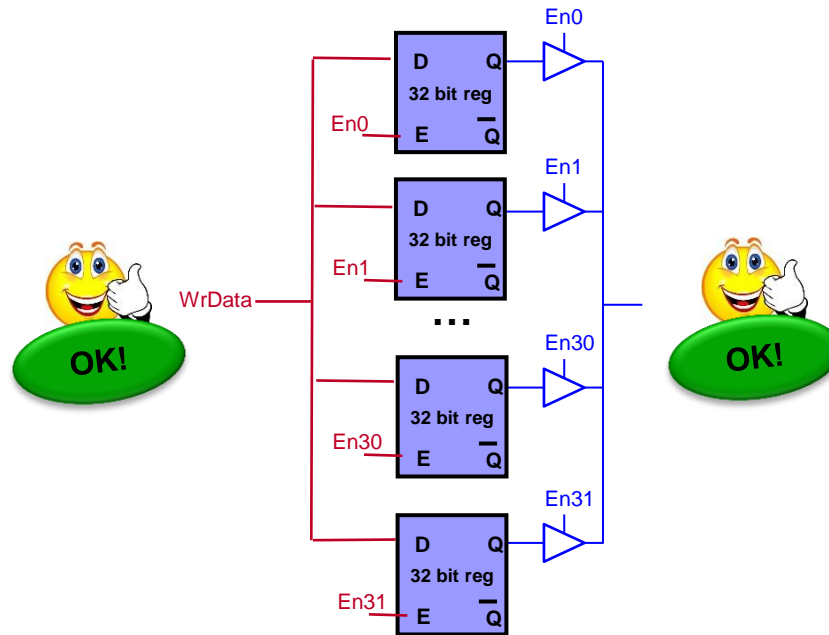 En0
D Q
32 bit reg
En0 E Q
En1
D Q
32 bit reg
En1 E Q
WrData
...
OK!
OK!
En30
D Q
32 bit reg
En30 E Q
En31
D Q
32 bit reg
En31 E Q